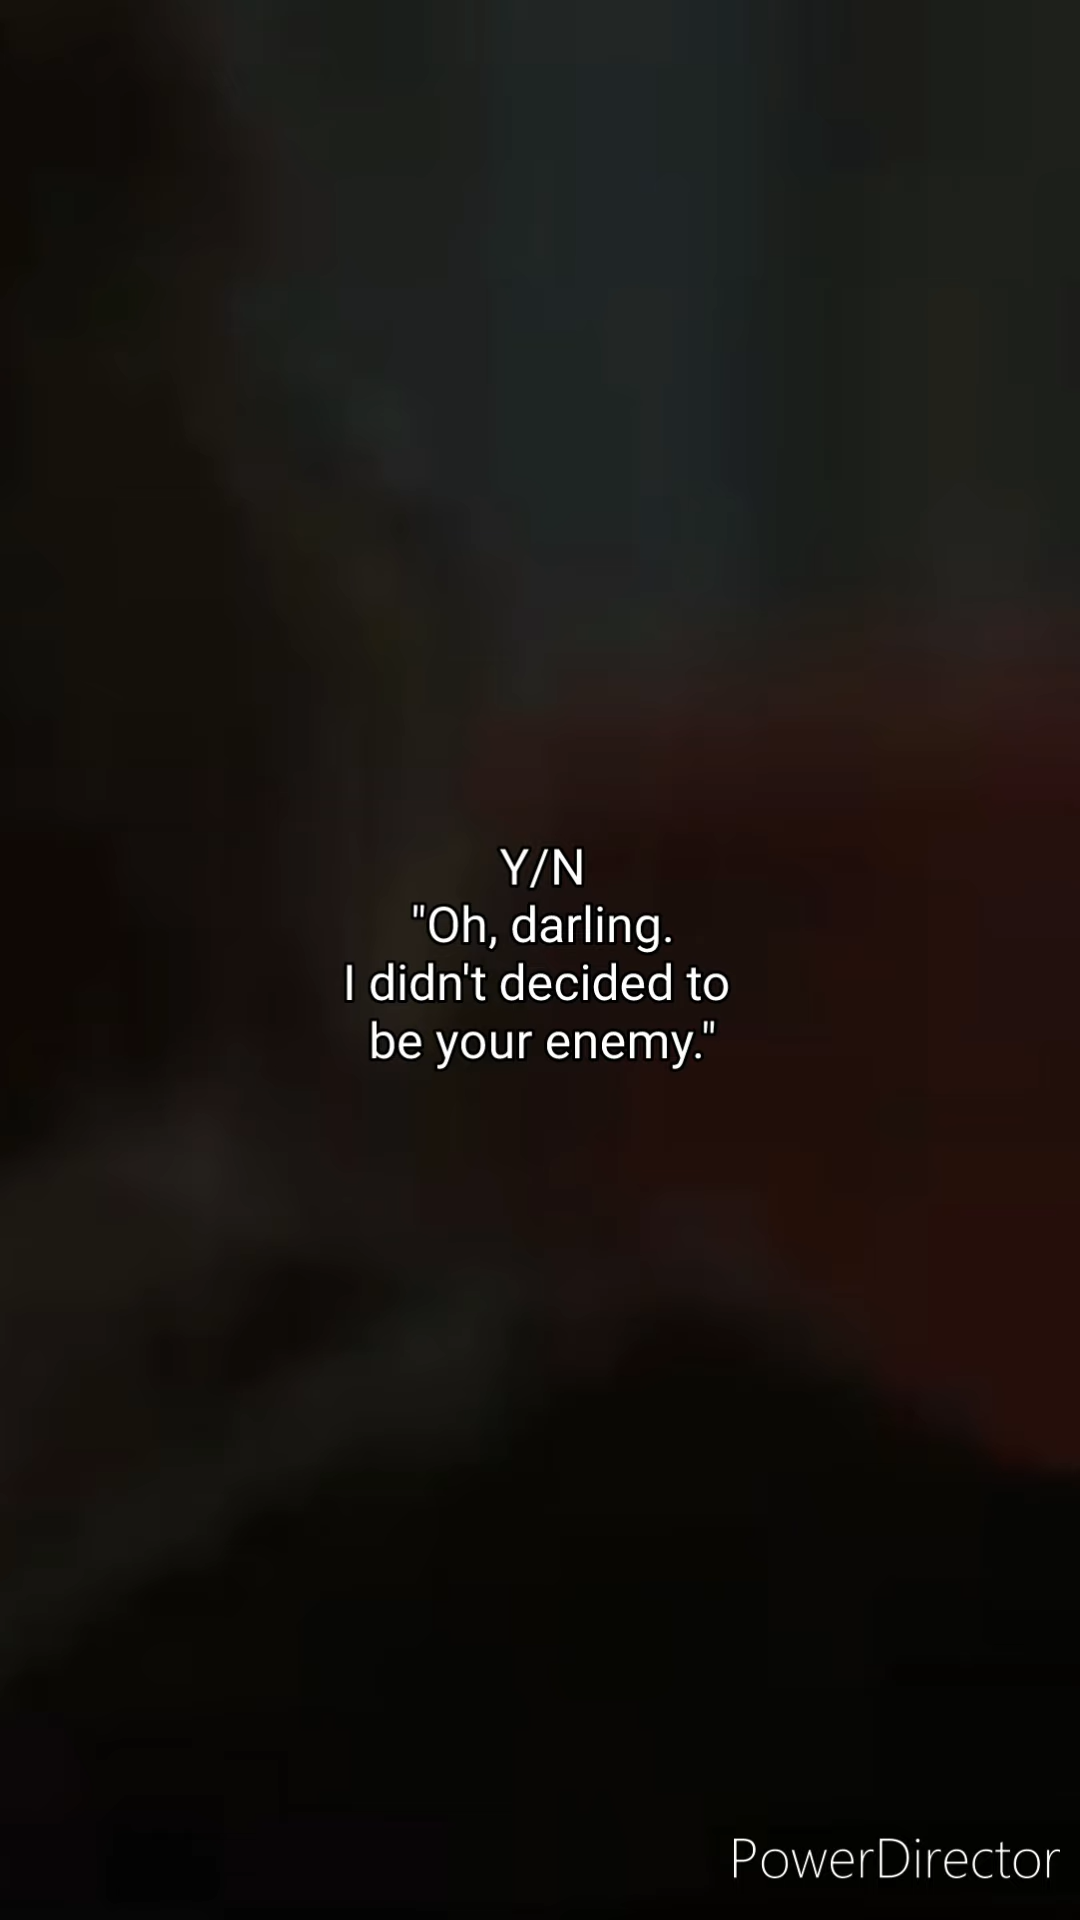 Y/N
"Oh, darling.
I didn't decided to
be your enemy."
PowerDirector